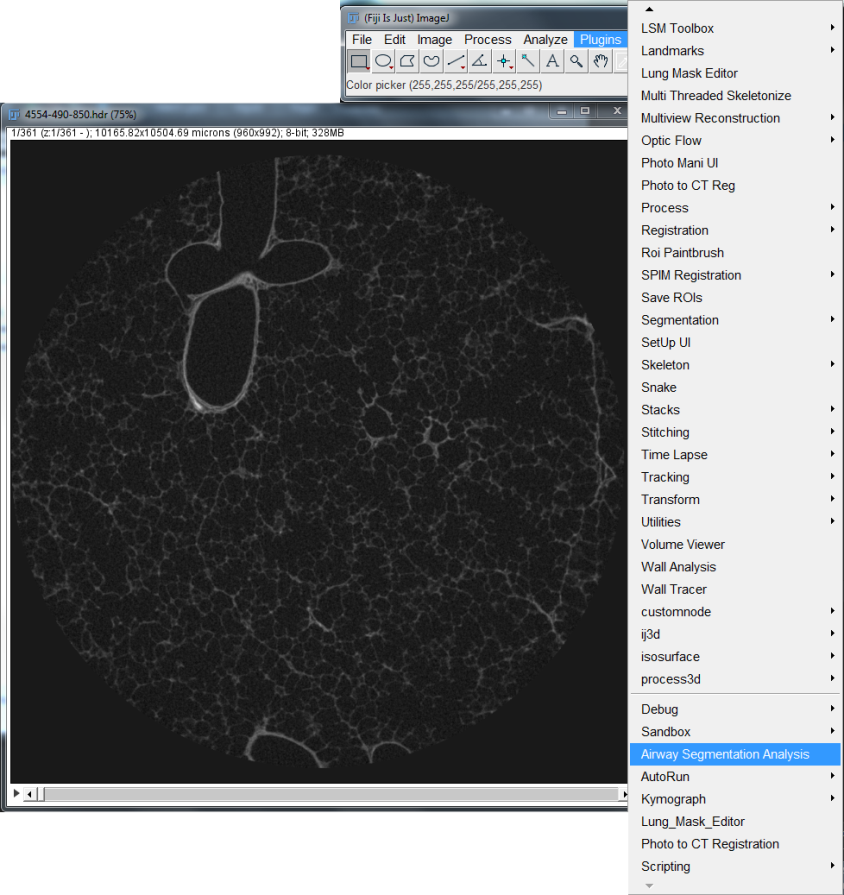 (Fiji Is Just) ImageJ
File Edit Image Process Analyze Plugins
Color picker (255,255,255/255,255,255)
4554-490-850.hdr (75%)
1/361 (z:1/361 - ); 10165.82x10504.69 microns (960x992); 8-bit; 328MB
LSM Toolbox
Landmarks
Lung Mask Editor
Multi Threaded Skeletonize
Multiview Reconstruction
Optic Flow
Photo Mani UI
Photo to CT Reg
Process
Registration
Roi Paintbrush
SPIM Registration
Save ROIs
Segmentation
SetUp UI
Skeleton
Snake
Stacks
Stitching
Time Lapse
Tracking
Transform
Utilities
Volume Viewer
Wall Analysis
Wall Tracer
customnode
ij3d
isosurface
process3d
Debug
Sandbox
Airway Segmentation Analysis
AutoRun
Kymograph
Lung_Mask_Editor
Photo to CT Registration
Scripting